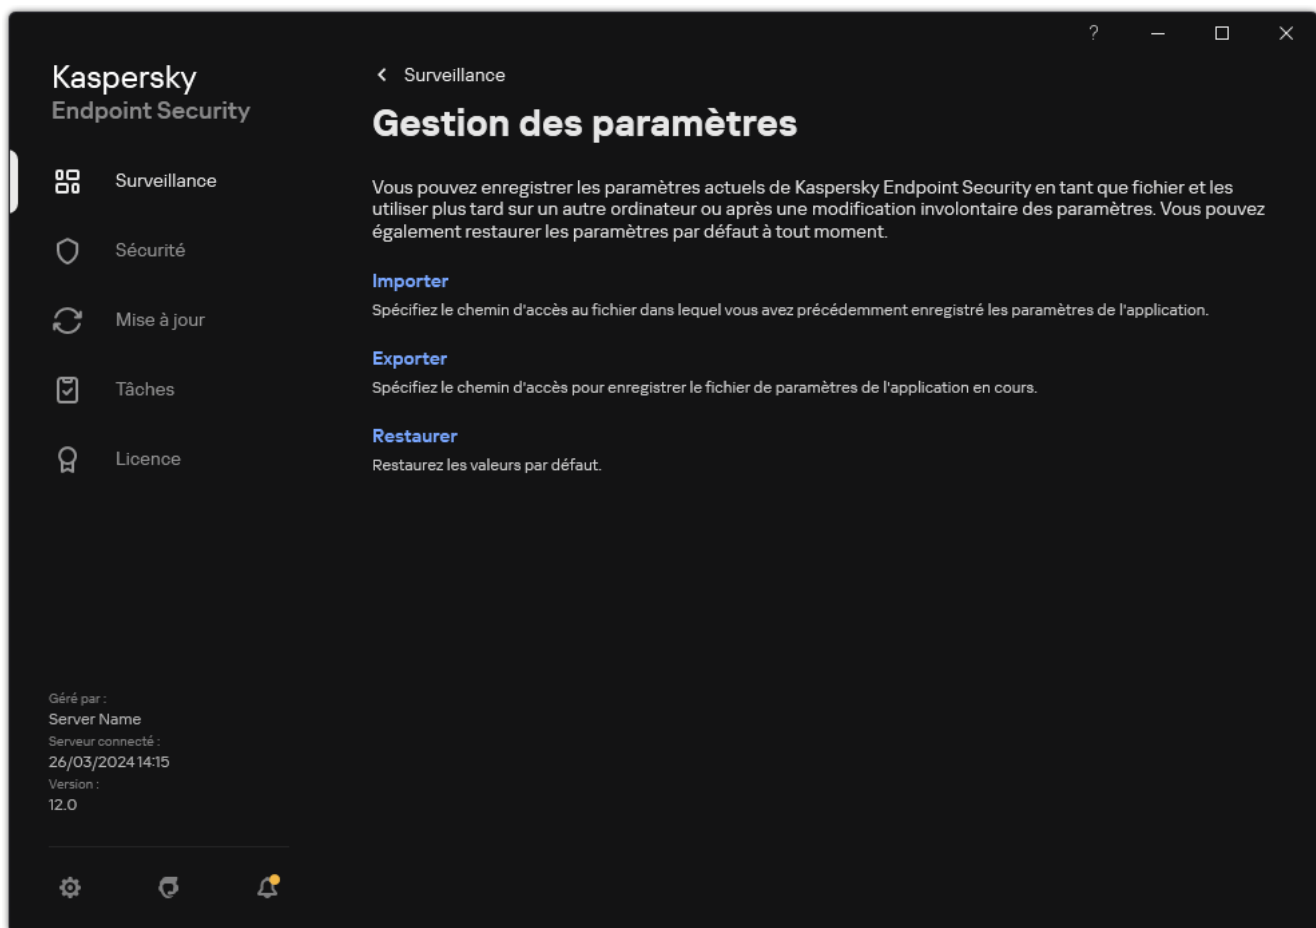 ?
Kaspersky
Endpoint Security
Surveillance
Sécurité
Mise à jour
Tâches
Licence
Géré par :
Server Name
Serveur connecté :
26/03/2024 14:15
Version :
12.0
Surveillance
Gestion des paramètres
Vous pouvez enregistrer les paramètres actuels de Kaspersky Endpoint Security en tant que fichier et les
utiliser plus tard sur un autre ordinateur ou après une modification involontaire des paramètres. Vous pouvez
également restaurer les paramètres par défaut à tout moment.
Importer
Spécifiez le chemin d'accès au fichier dans lequel vous avez précédemment enregistré les paramètres de l'application.
Exporter
Spécifiez le chemin d'accès pour enregistrer le fichier de paramètres de l'application en cours.
Restaurer
Restaurez les valeurs par défaut.